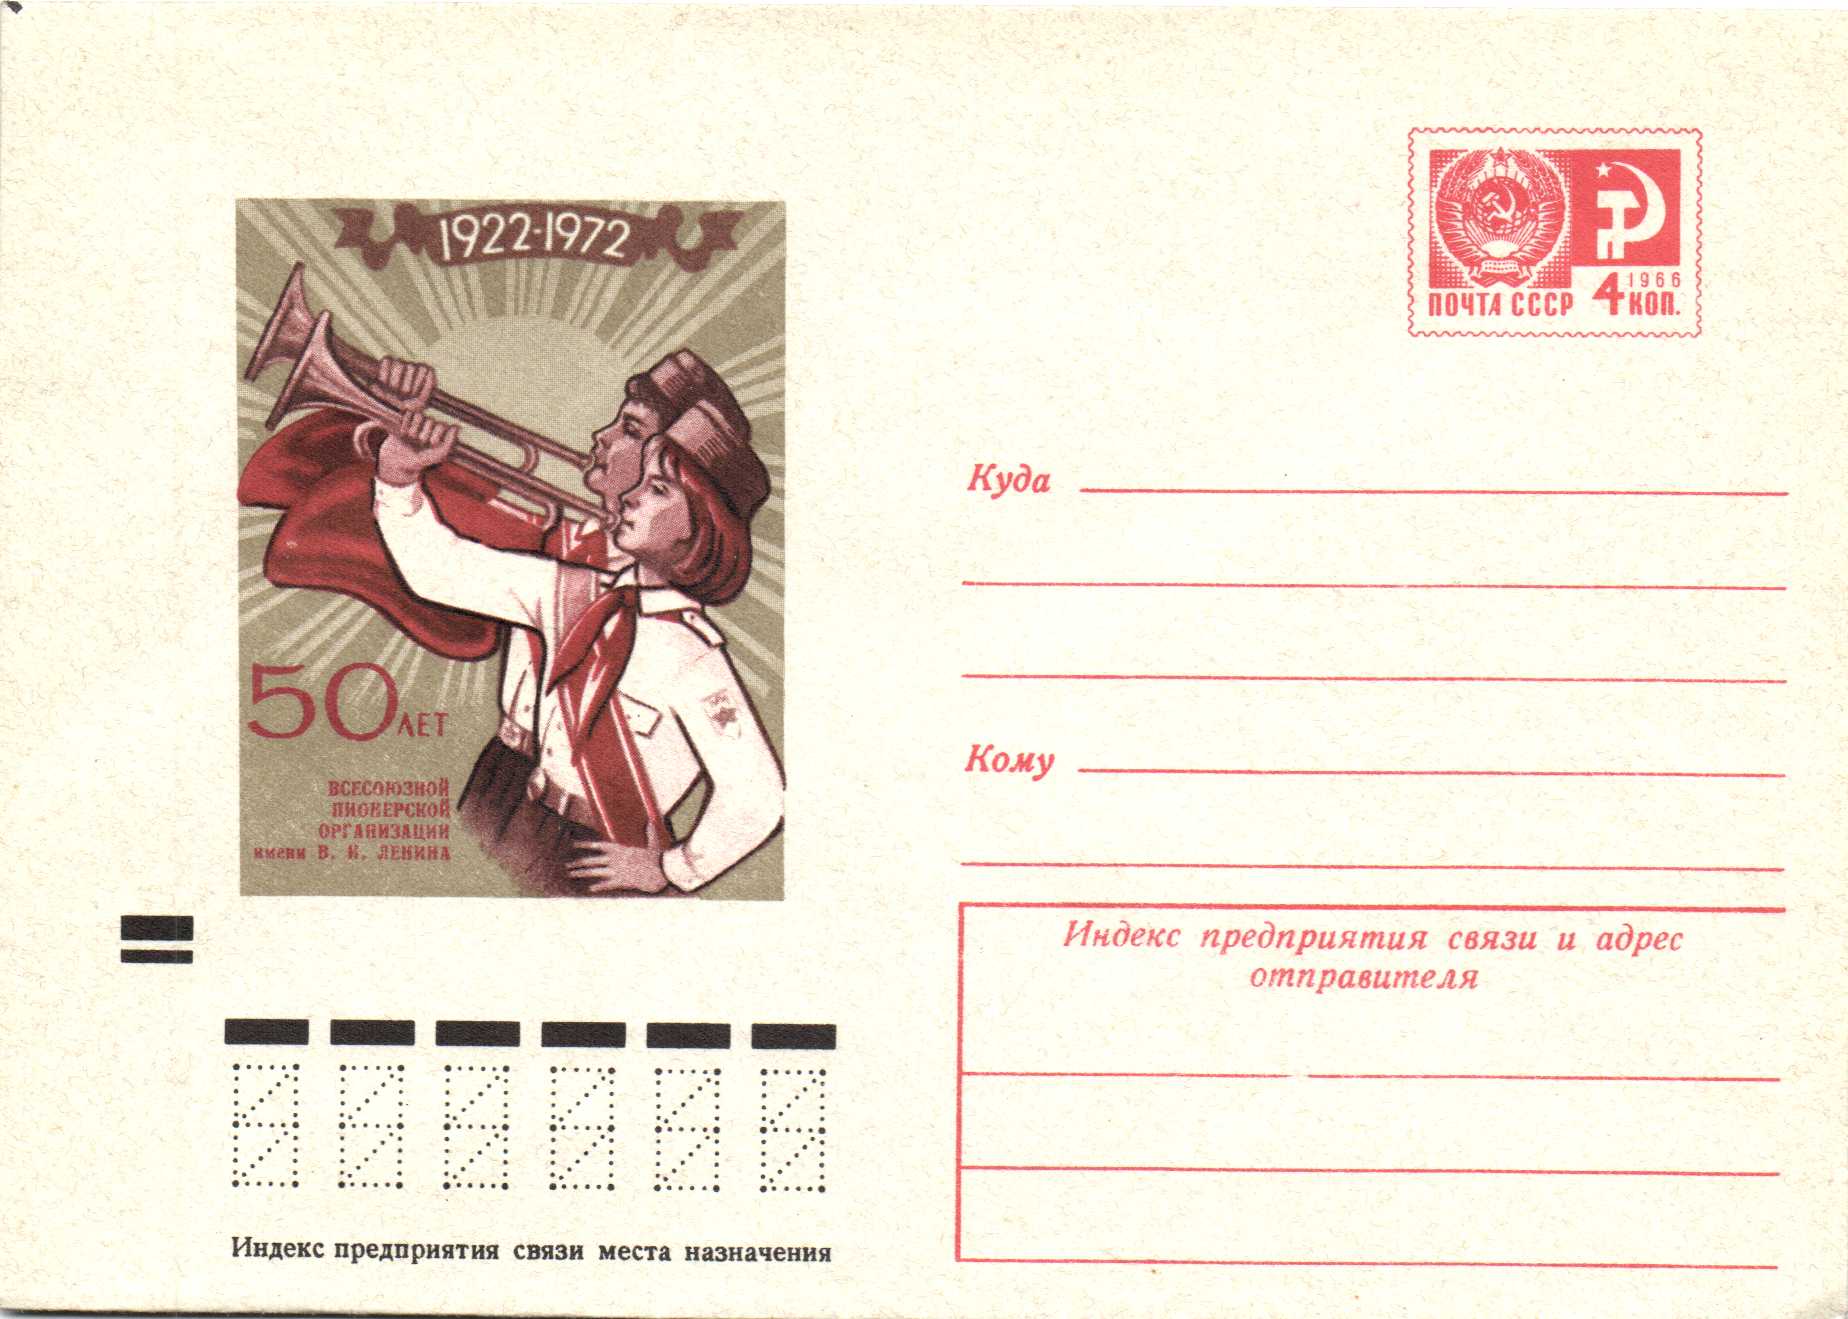 1922-1972
50 ЛЕТ
ВСЕСОЮЗНОЙ
ПИОНЕРСКОЙ
ОРГАНИЗАЦИИ
имени В. И. ЛЕНИНА
1966
ПОЧТА СССР 4 КОП.
Куда
Кому
Индекс предприятия связи и адрес
отправителя
Индекс предприятия связи места назначения